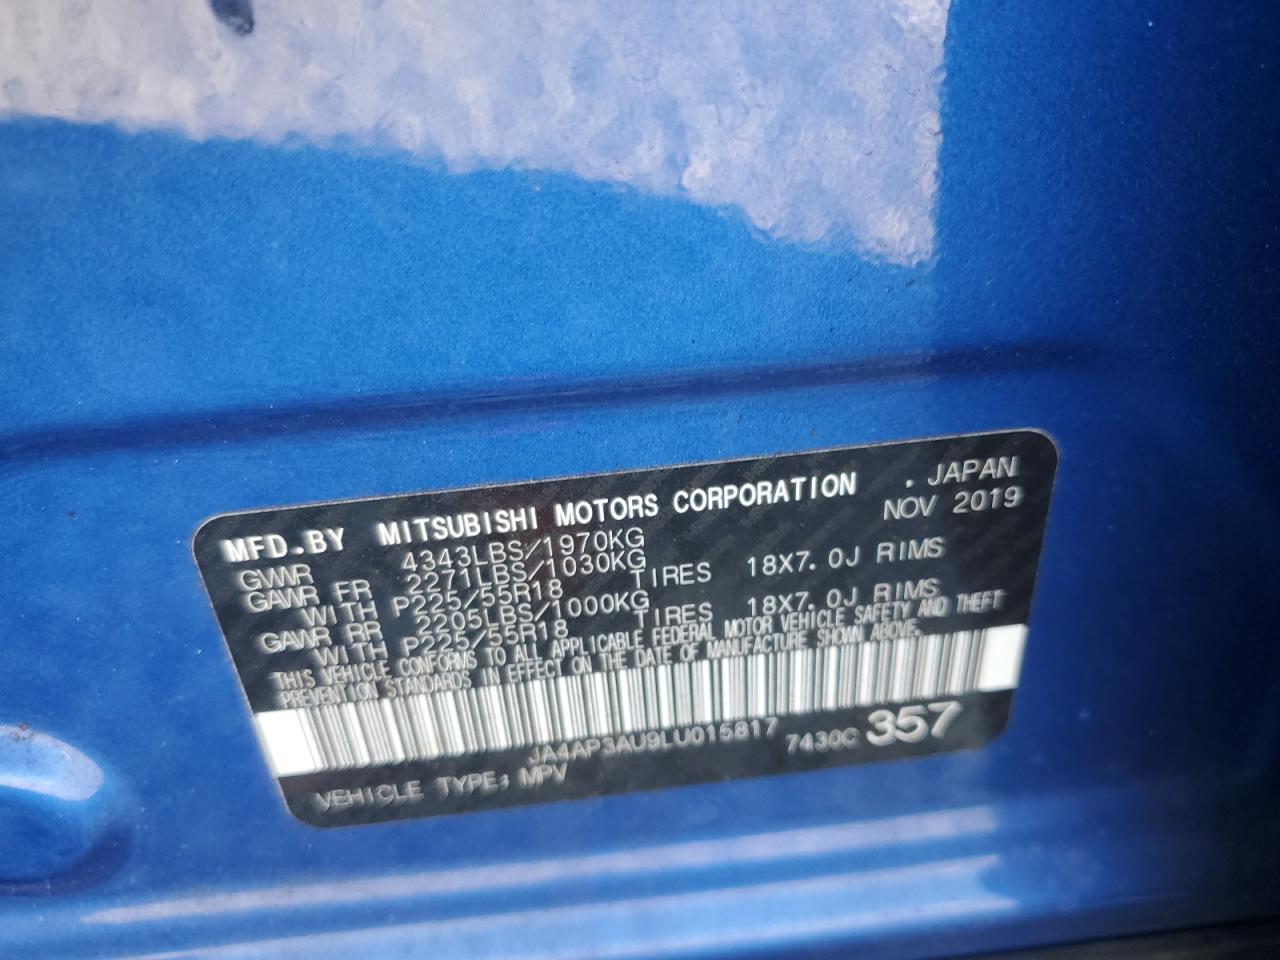 MFD.BY MITSUBISHI MOTORS CORPORATION . JAPAN
NOV 2019
GWVR 4343LBS/1970KG
GAWR FR 2271LBS/1030KG
WITH P225/55R18 TIRES 18X7.0J RIMS
GAWR RR 2205LBS/1000KG
WITH P225/55R18 TIRES 18X7.0J RIMS
THIS VEHICLE CONFORMS TO ALL APPLICABLE FEDERAL MOTOR VEHICLE SAFETY AND THEFT
PREVENTION STANDARDS IN EFFECT ON THE DATE OF MANUFACTURE SHOWN ABOVE.
JA4AP3AU9LU015817 7430C 357
VEHICLE TYPE: MPV